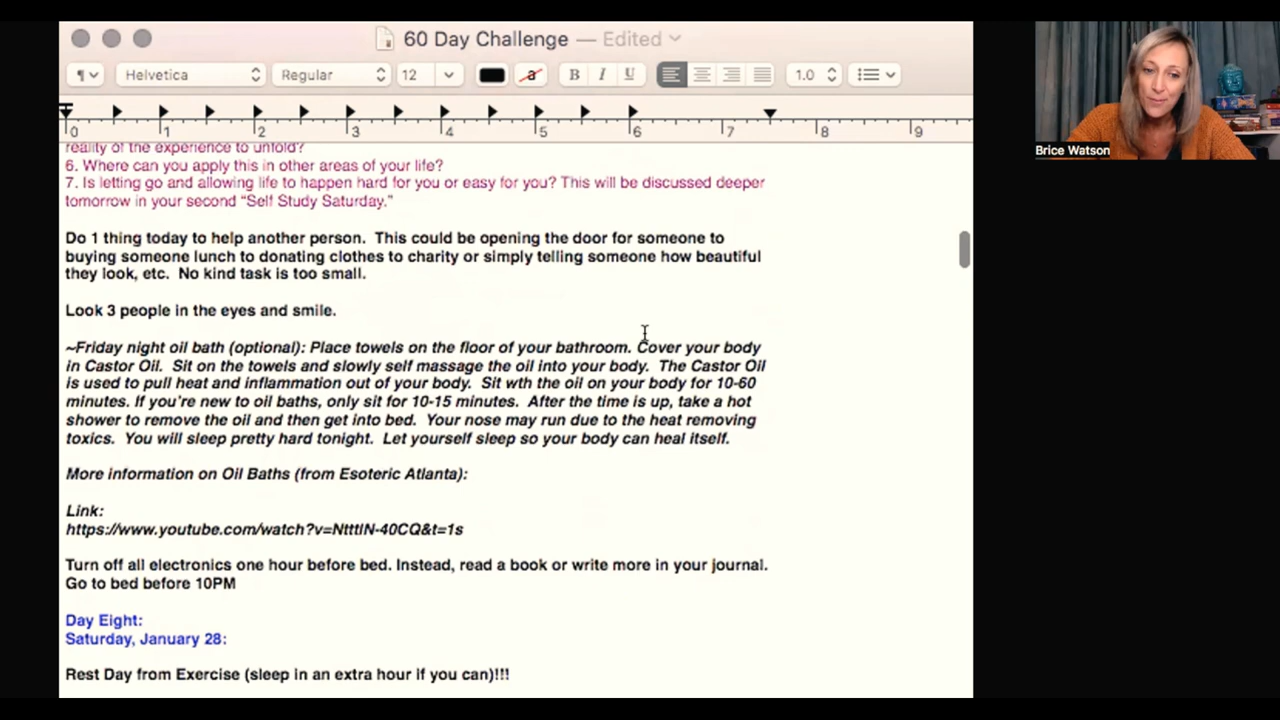 60 Day Challenge — Edited
Helvetica
Regular
12
a
B I U
1.0
0 1 2 3 4 5 6 7 8 9
Brice Watson
reality of the experience to unfold?
6. Where can you apply this in other areas of your life?
7. Is letting go and allowing life to happen hard for you or easy for you? This will be discussed deeper
tomorrow in your second “Self Study Saturday.”
Do 1 thing today to help another person. This could be opening the door for someone to
buying someone lunch to donating clothes to charity or simply telling someone how beautiful
they look, etc. No kind task is too small.
Look 3 people in the eyes and smile.
~Friday night oil bath (optional): Place towels on the floor of your bathroom. Cover your body
in Castor Oil. Sit on the towels and slowly self massage the oil into your body. The Castor Oil
is used to pull heat and inflammation out of your body. Sit wth the oil on your body for 10-60
minutes. If you're new to oil baths, only sit for 10-15 minutes. After the time is up, take a hot
shower to remove the oil and then get into bed. Your nose may run due to the heat removing
toxics. You will sleep pretty hard tonight. Let yourself sleep so your body can heal itself.
More information on Oil Baths (from Esoteric Atlanta):
Link:
https://www.youtube.com/watch?v=NtttIN-40CQ&t=1s
Turn off all electronics one hour before bed. Instead, read a book or write more in your journal.
Go to bed before 10PM
Day Eight:
Saturday, January 28:
Rest Day from Exercise (sleep in an extra hour if you can)!!!